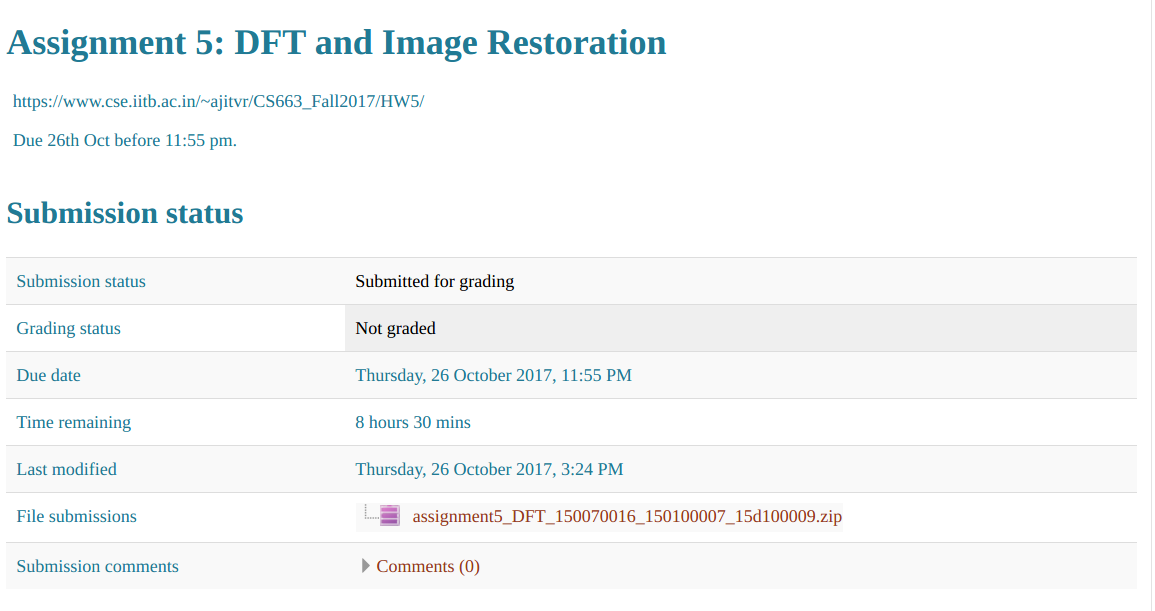 Assignment 5: DFT and Image Restoration
https://www.cse.iitb.ac.in/~ajitvr/CS663_Fall2017/HW5/
Due 26th Oct before 11:55 pm.
Submission status
Submission status Submitted for grading
Grading status Not graded
Due date Thursday, 26 October 2017, 11:55 PM
Time remaining 8 hours 30 mins
Last modified Thursday, 26 October 2017, 3:24 PM
File submissions assignment5_DFT_150070016_150100007_15d100009.zip
Submission comments Comments (0)